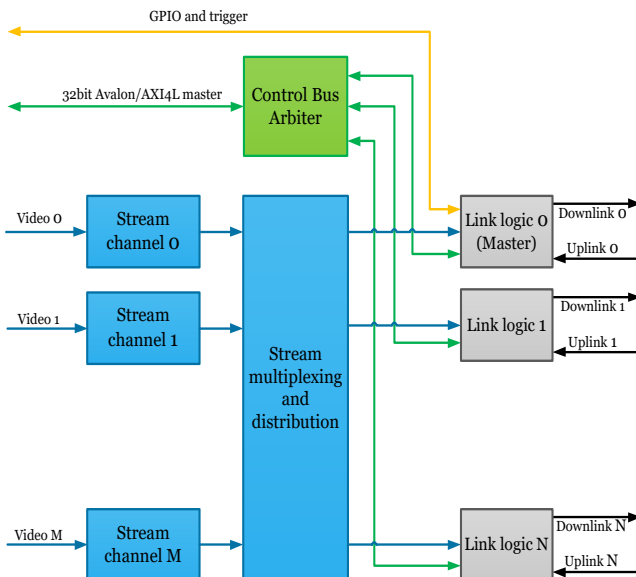 GPIO and trigger
32bit Avalon/AXI4L master
Control Bus
Arbiter
Video 0
Stream
channel 0
Link logic 0
(Master)
Downlink 0
Uplink 0
Video 1
Stream
channel 1
Link logic 1
Downlink 1
Uplink 1
Stream
multiplexing
and
distribution
Video M
Stream
channel M
Link logic N
Downlink N
Uplink N